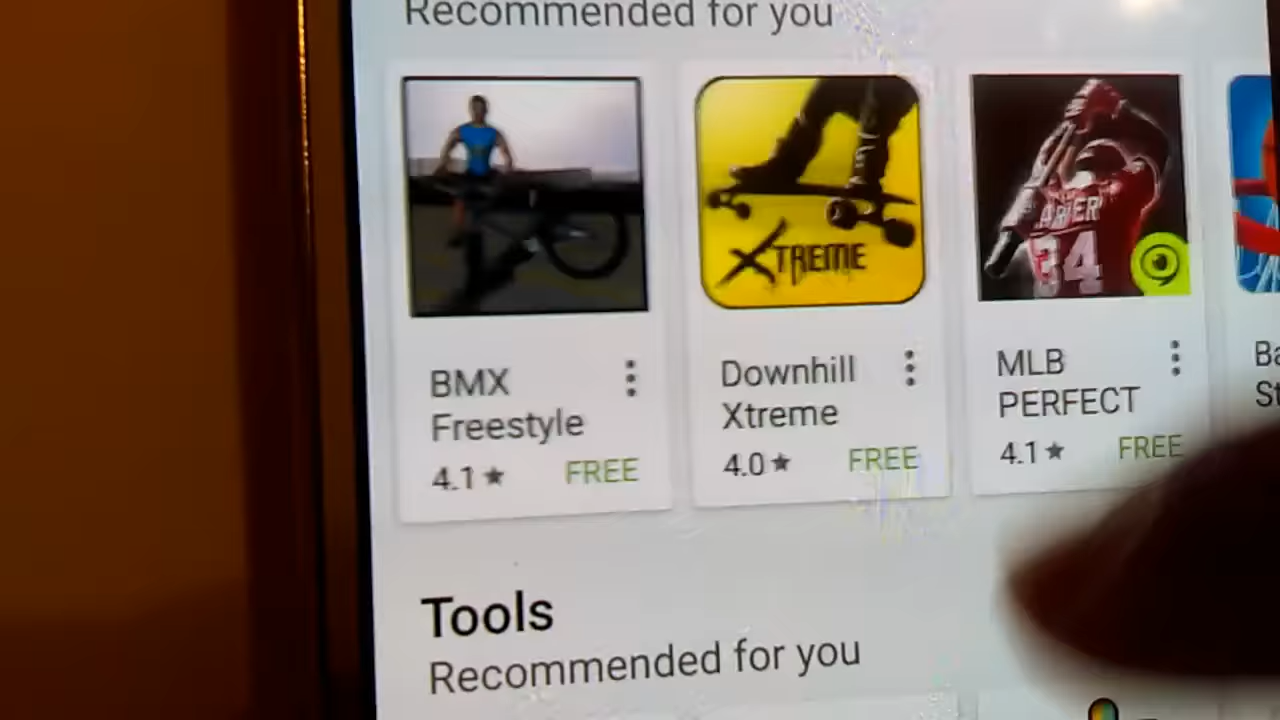 Recommended for you
XTREME
34
BMX
Freestyle
4.1★ FREE
Downhill
Xtreme
4.0★ FREE
MLB
PERFECT
4.1★ FREE
Tools
Recommended for you